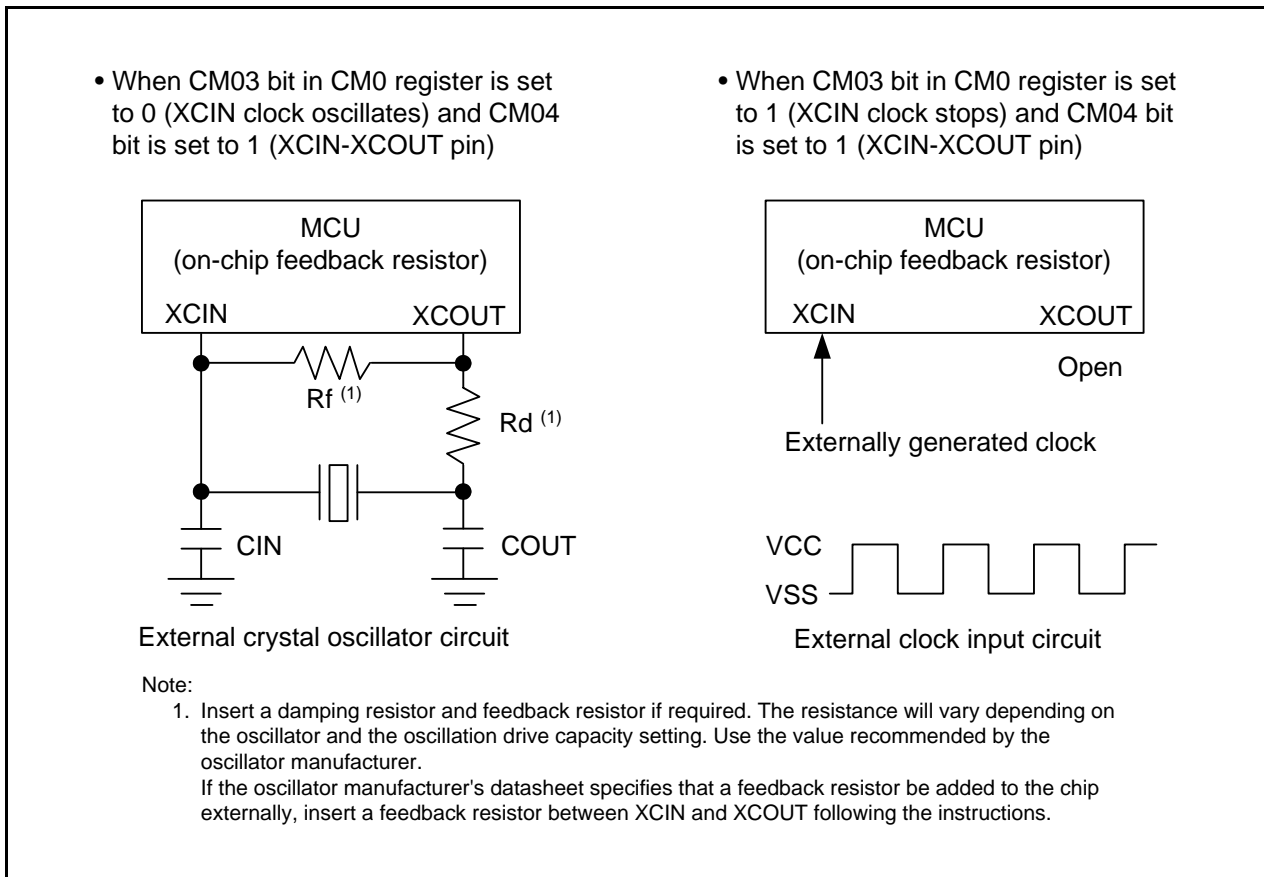 • When CM03 bit in CM0 register is set
to 0 (XCIN clock oscillates) and CM04
bit is set to 1 (XCIN-XCOUT pin)
MCU
(on-chip feedback resistor)
XCIN XCOUT
Rf (1)
Rd (1)
CIN COUT
External crystal oscillator circuit
• When CM03 bit in CM0 register is set
to 1 (XCIN clock stops) and CM04 bit
is set to 1 (XCIN-XCOUT pin)
MCU
(on-chip feedback resistor)
XCIN XCOUT
Open
Externally generated clock
VCC
VSS
External clock input circuit
Note:
1. Insert a damping resistor and feedback resistor if required. The resistance will vary depending on
the oscillator and the oscillation drive capacity setting. Use the value recommended by the
oscillator manufacturer.
If the oscillator manufacturer's datasheet specifies that a feedback resistor be added to the chip
externally, insert a feedback resistor between XCIN and XCOUT following the instructions.